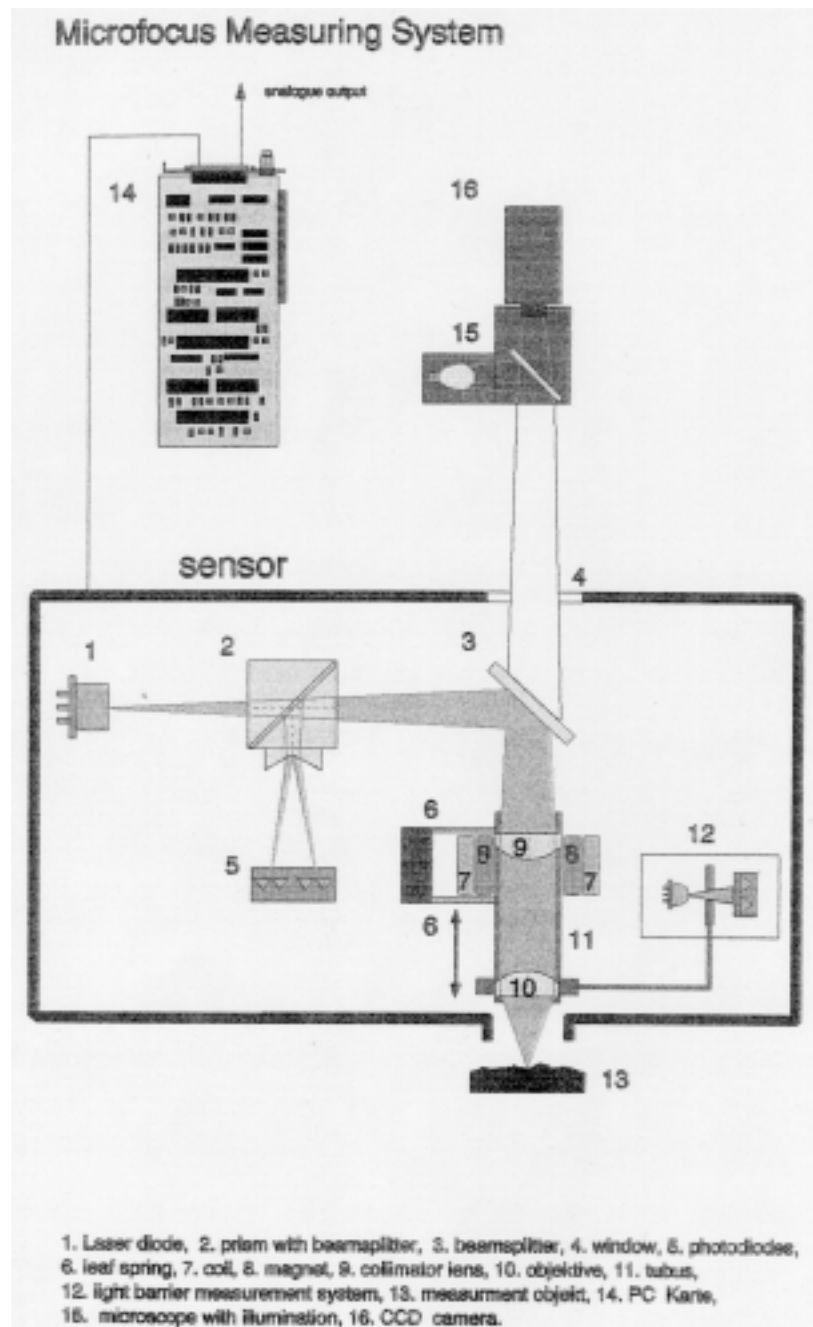 Microfocus Measuring System
analogue output
14
16
15
sensor
4
1
2
3
6
12
9
8
8
5
7
7
6
11
10
13
1. Laser diode, 2. prism with beamsplitter, 3. beamsplitter, 4. window, 5. photodiodes,
6. leaf spring, 7. coil, 8. magnet, 9. collimator lens, 10. objektive, 11. tubus,
12. light barrier measurement system, 13. measurment objekt, 14. PC Karte,
15. microscope with illumination, 16. CCD camera.